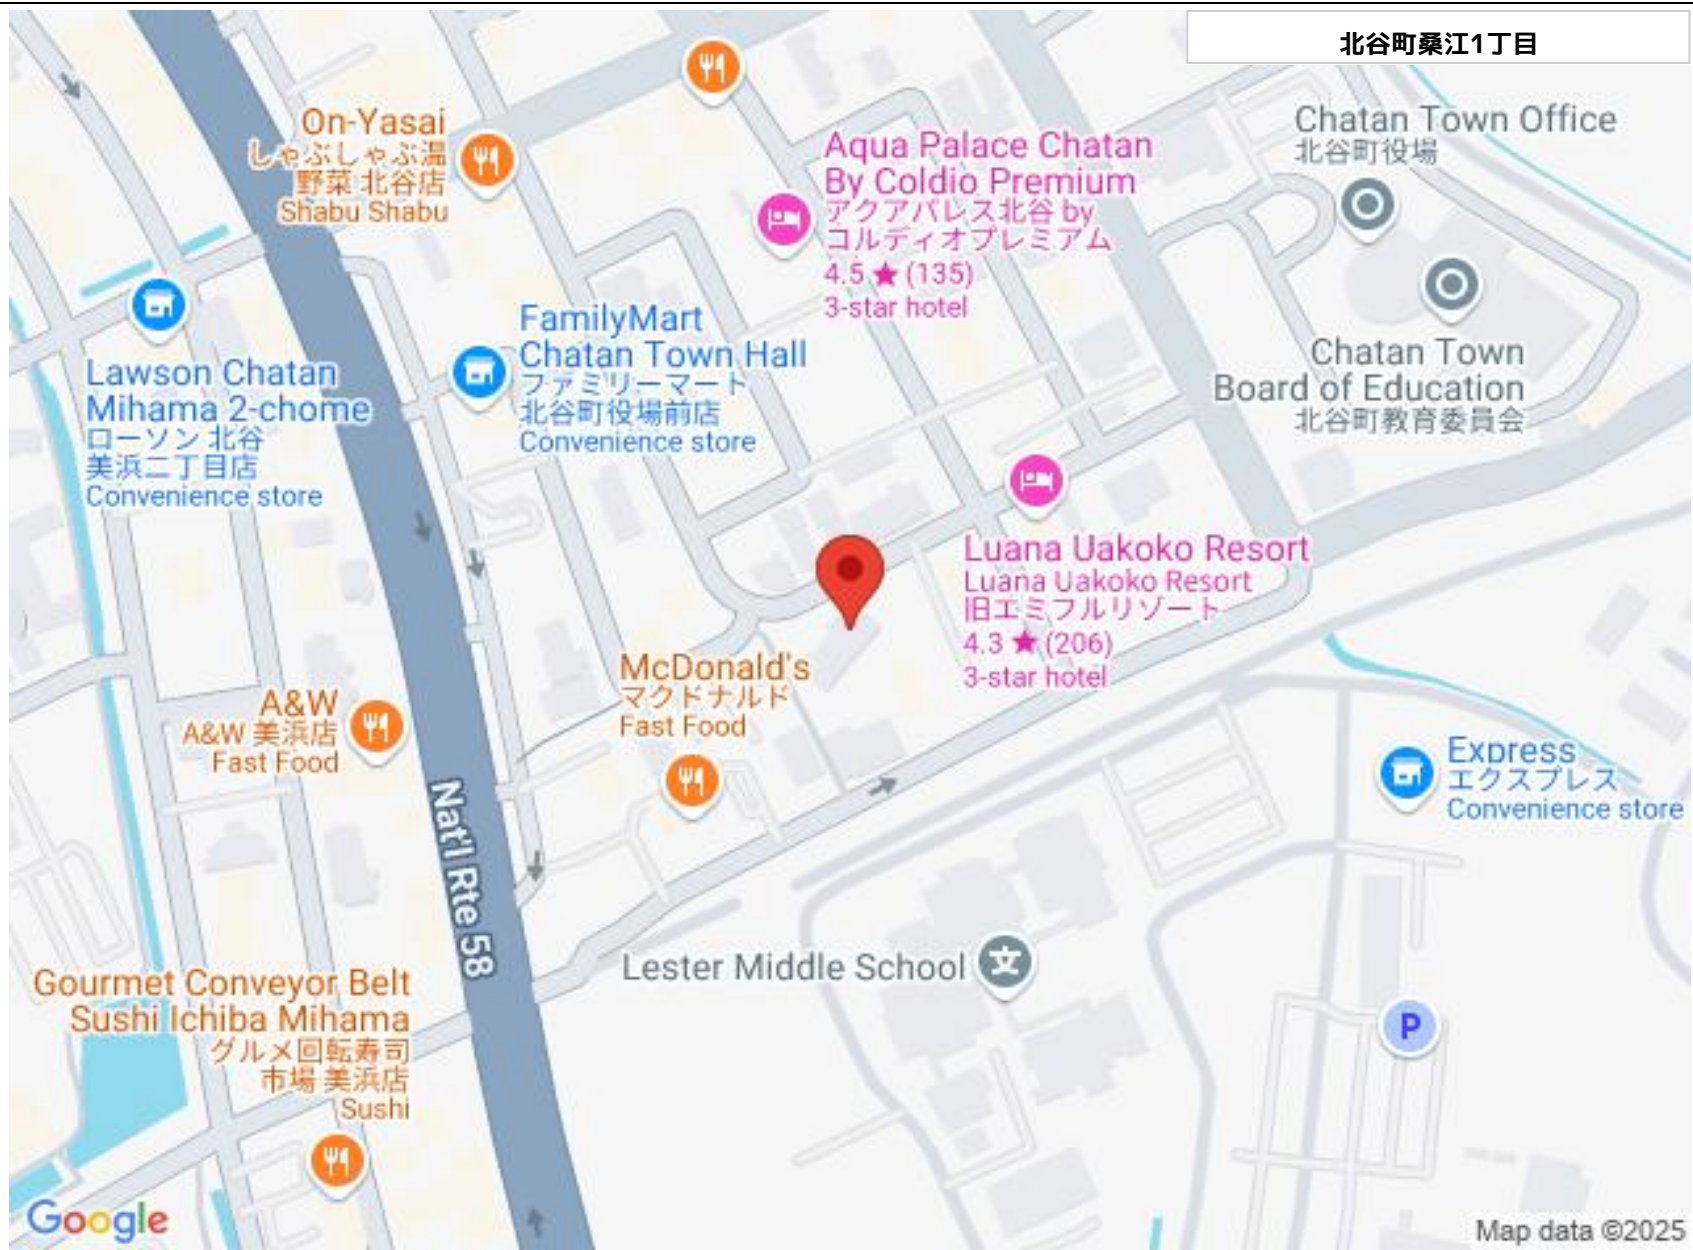 北谷町桑江1丁目
On-Yasai
しゃぶしゃぶ温
野菜 北谷店
Shabu Shabu
Aqua Palace Chatan
By Coldio Premium
アクアパレス北谷 by
コルディオプレミアム
4.5 ★ (135)
3-star hotel
Chatan Town Office
北谷町役場
Lawson Chatan
Mihama 2-chome
ローソン 北谷
美浜二丁目店
Convenience store
FamilyMart
Chatan Town Hall
ファミリーマート
北谷町役場前店
Convenience store
Chatan Town
Board of Education
北谷町教育委員会
Luana Uakoko Resort
Luana Uakoko Resort
旧エミフルリゾート
4.3 ★ (206)
3-star hotel
McDonald's
マクドナルド
Fast Food
A&W
A&W 美浜店
Fast Food
Express
エクスプレス
Convenience store
Nat'l Rte 58
Lester Middle School
文
P
Gourmet Conveyor Belt
Sushi Ichiba Mihama
グルメ回転寿司
市場 美浜店
Sushi
Google
Map data ©2025